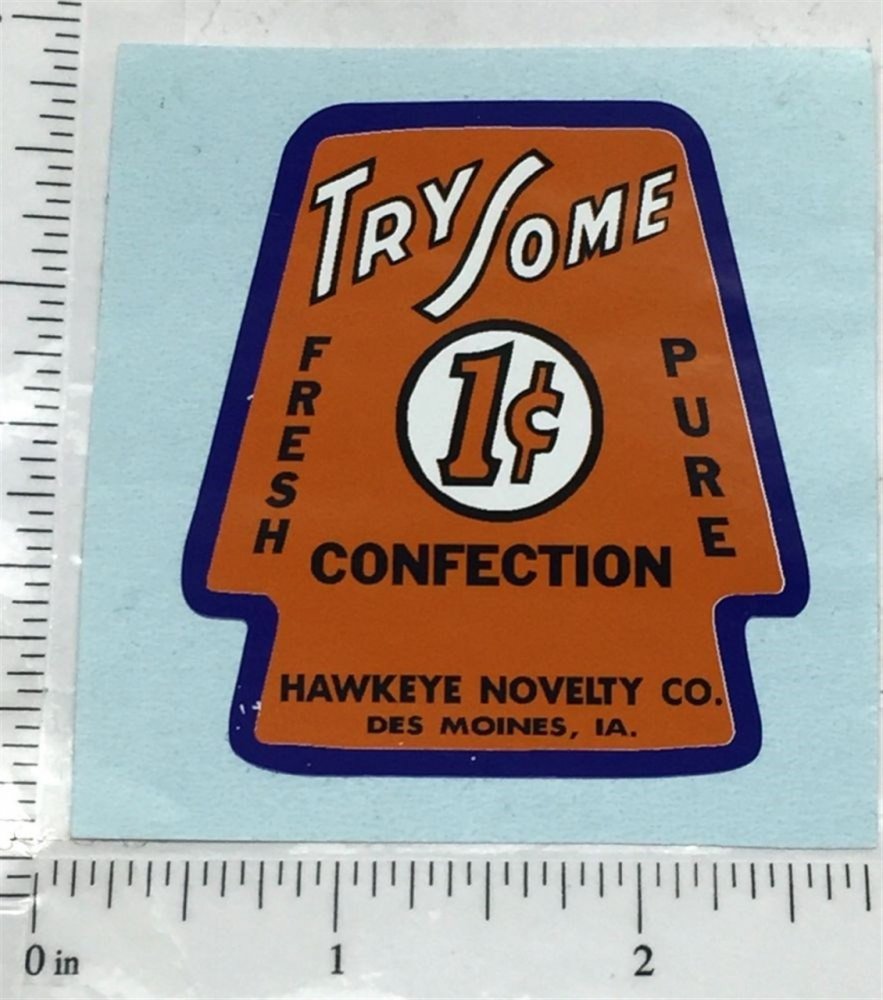 TRY SOME
FRESH
1¢
PURE
CONFECTION
HAWKEYE NOVELTY CO.
DES MOINES, IA.
0 in
1
2